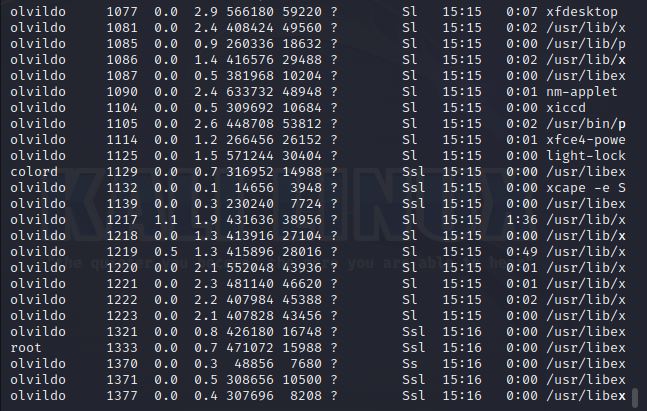 olvildo 1077 0.0 2.9 566180 59220 ? Sl 15:15 0:07 xfdesktop
olvildo 1081 0.0 2.4 408424 49560 ? Sl 15:15 0:02 /usr/lib/x
olvildo 1085 0.0 0.9 260336 18632 ? Sl 15:15 0:00 /usr/lib/p
olvildo 1086 0.0 1.4 416576 29488 ? Sl 15:15 0:02 /usr/lib/x
olvildo 1087 0.0 0.5 381968 10204 ? Sl 15:15 0:00 /usr/libex
olvildo 1090 0.0 2.4 633732 48948 ? Sl 15:15 0:01 nm-applet
olvildo 1104 0.0 0.5 309692 10684 ? Sl 15:15 0:00 xiccd
olvildo 1105 0.0 2.6 448708 53812 ? Sl 15:15 0:02 /usr/bin/p
olvildo 1114 0.0 1.2 266456 26152 ? Sl 15:15 0:01 xfce4-powe
olvildo 1125 0.0 1.5 571244 30404 ? Sl 15:15 0:00 light-lock
colord 1129 0.0 0.7 316952 14988 ? Ssl 15:15 0:00 /usr/libex
olvildo 1132 0.0 0.1 14656 3948 ? Ssl 15:15 0:00 xcape -e S
olvildo 1139 0.0 0.3 230240 7724 ? Ssl 15:15 0:00 /usr/libex
olvildo 1217 1.1 1.9 431636 38956 ? Sl 15:15 1:36 /usr/lib/x
olvildo 1218 0.0 1.3 413916 27104 ? Sl 15:15 0:00 /usr/lib/x
olvildo 1219 0.5 1.3 415896 28016 ? Sl 15:15 0:49 /usr/lib/x
olvildo 1220 0.0 2.1 552048 43936 ? Sl 15:15 0:01 /usr/lib/x
olvildo 1221 0.0 2.3 481140 46620 ? Sl 15:15 0:01 /usr/lib/x
olvildo 1222 0.0 2.2 407984 45388 ? Sl 15:15 0:02 /usr/lib/x
olvildo 1223 0.0 2.1 407828 43456 ? Sl 15:15 0:01 /usr/lib/x
olvildo 1321 0.0 0.8 426180 16748 ? Ssl 15:16 0:00 /usr/libex
root 1333 0.0 0.7 471072 15988 ? Ssl 15:16 0:00 /usr/libex
olvildo 1370 0.0 0.3 48856 7680 ? Ss 15:16 0:00 /usr/libex
olvildo 1371 0.0 0.5 308656 10500 ? Ssl 15:16 0:00 /usr/libex
olvildo 1377 0.0 0.4 307696 8208 ? Ssl 15:16 0:00 /usr/libex